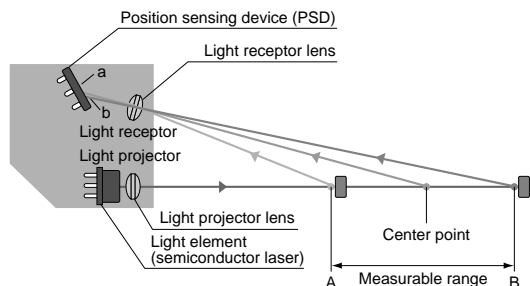 Position sensing device (PSD)
a
Light receptor lens
b
Light receptor
Light projector
Light projector lens
Center point
Light element
(semiconductor laser)
A
Measurable range
B